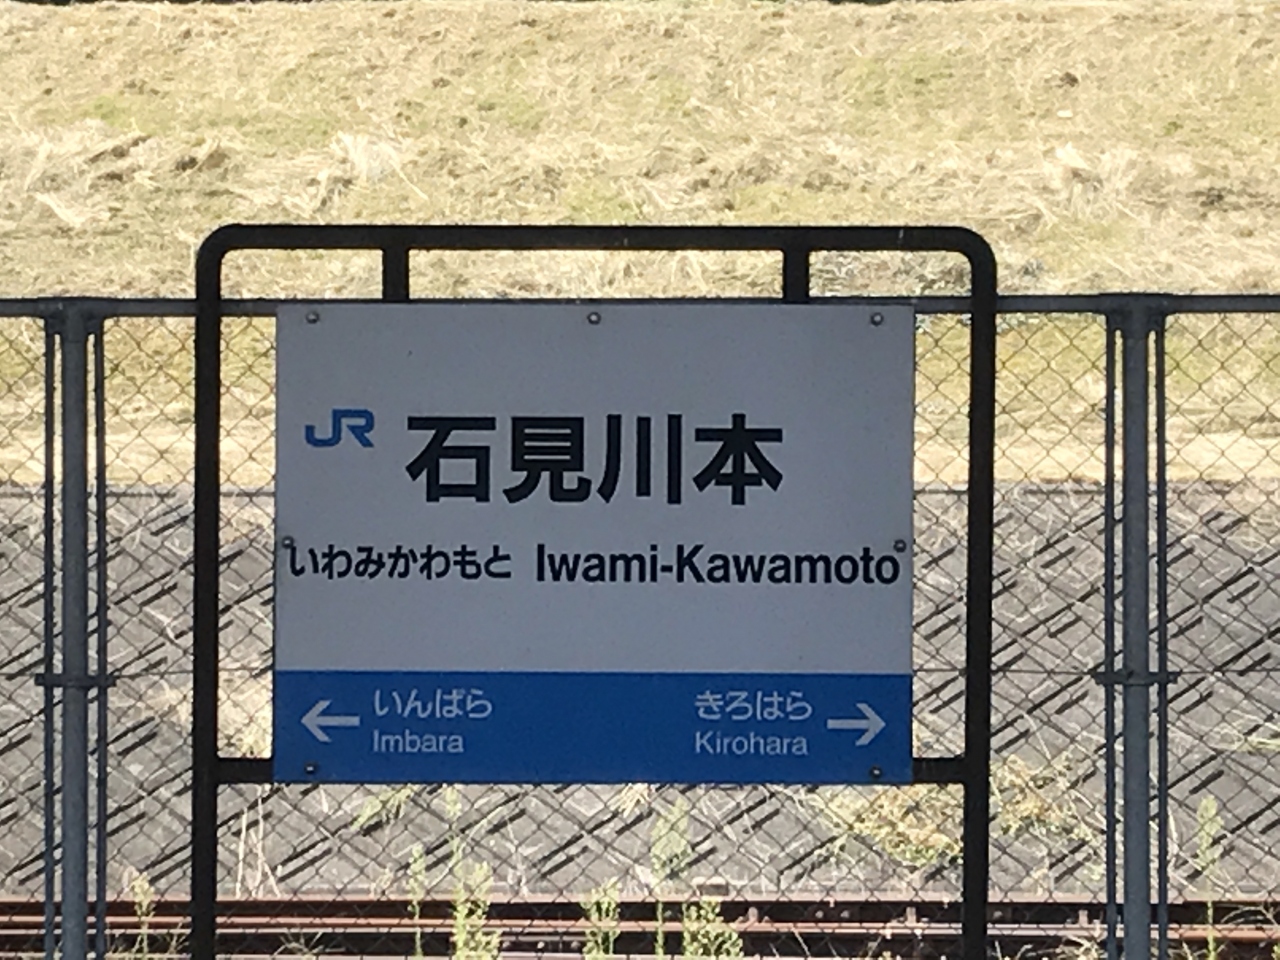 JR 石見川本
いわみかわもと Iwami-Kawamoto
← いんばら きろはら →
Imbara Kirohara